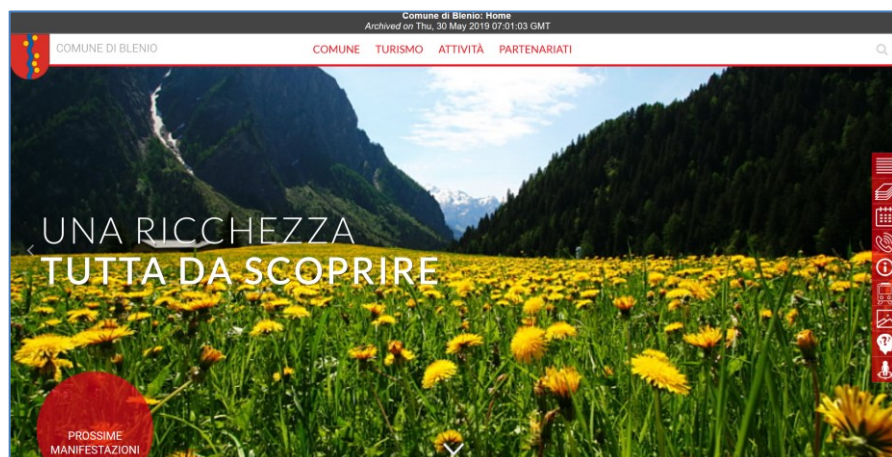 Comune di Blenio: Home
Archived on Thu, 30 May 2019 07:01:03 GMT
COMUNE DI BLENIO
COMUNE TURISMO ATTIVITÀ PARTENARIATI
UNA RICCHEZZA
TUTTA DA SCOPRIRE
PROSSIME
MANIFESTAZIONI